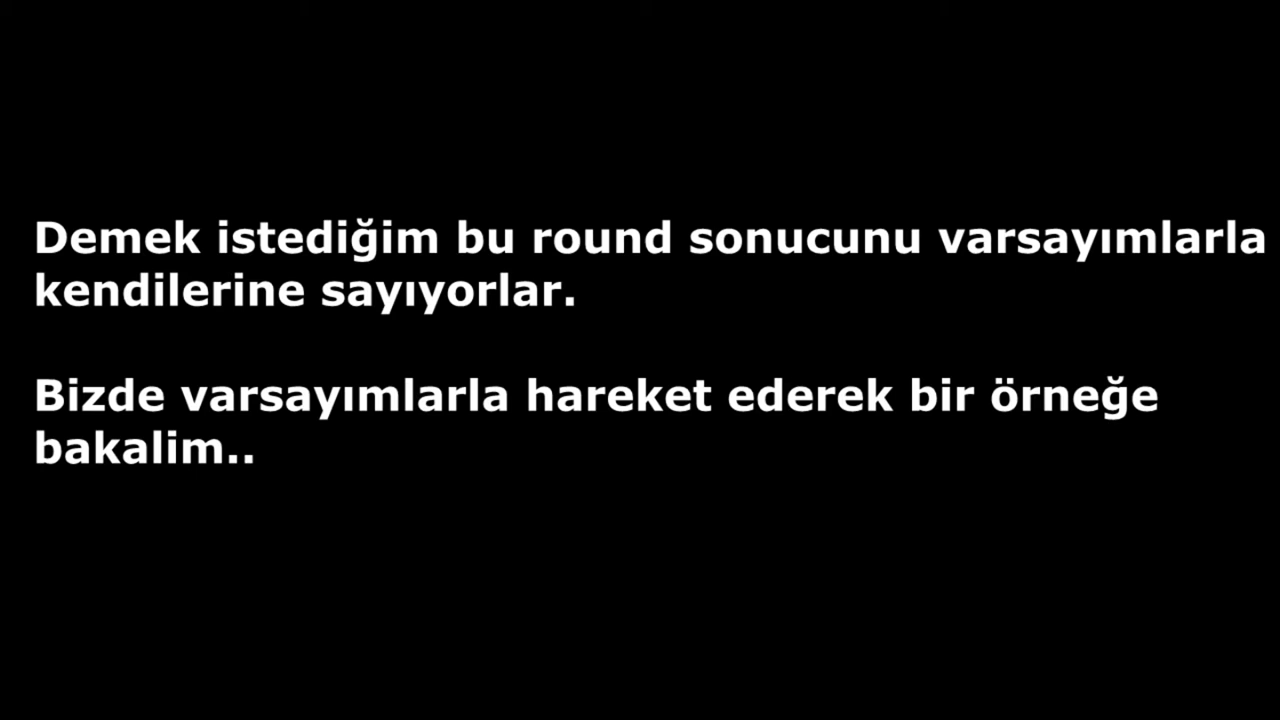 Demek istediğim bu round sonucunu varsayımlarla
kendilerine sayıyorlar.
Bizde varsayımlarla hareket ederek bir örneğe
bakalim..